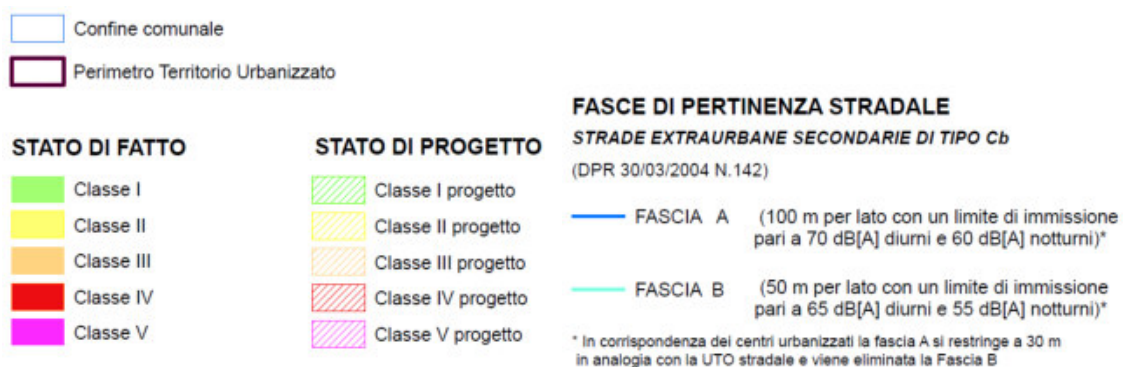 Confine comunale
Perimetro Territorio Urbanizzato
STATO DI FATTO
Classe I
Classe II
Classe III
Classe IV
Classe V
STATO DI PROGETTO
Classe I progetto
Classe II progetto
Classe III progetto
Classe IV progetto
Classe V progetto
FASCE DI PERTINENZA STRADALE
STRADE EXTRAURBANE SECONDARIE DI TIPO Cb
(DPR 30/03/2004 N.142)
FASCIA A (100 m per lato con un limite di immissione
pari a 70 dB[A] diurni e 60 dB[A] notturni)*
FASCIA B (50 m per lato con un limite di immissione
pari a 65 dB[A] diurni e 55 dB[A] notturni)*
* In corrispondenza dei centri urbanizzati la fascia A si restringe a 30 m
in analogia con la UTO stradale e viene eliminata la Fascia B